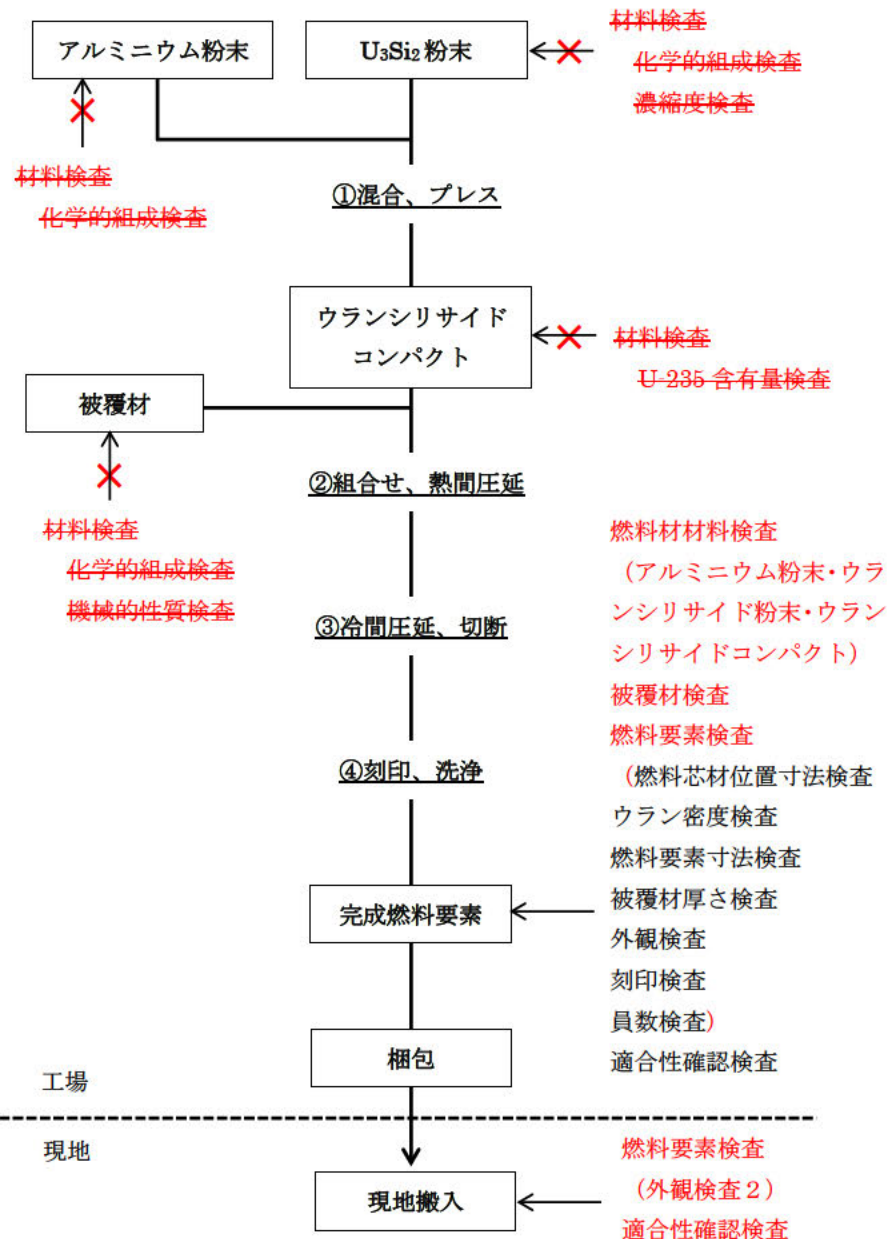 アルミニウム粉末
U₃Si₂ 粉末
材料検査
化学的組成検査
濃縮度検査
材料検査
化学的組成検査
①混合、プレス
ウランシリサイド
コンパクト
材料検査
U-235 含有量検査
被覆材
材料検査
化学的組成検査
機械的性質検査
②組合せ、熱間圧延
③冷間圧延、切断
④刻印、洗浄
燃料材材料検査
（アルミニウム粉末・ウラ
ンシリサイド粉末・ウラン
シリサイドコンパクト）
被覆材検査
燃料要素検査
（燃料芯材位置寸法検査
ウラン密度検査
燃料要素寸法検査
被覆材厚さ検査
外観検査
刻印検査
員数検査）
適合性確認検査
完成燃料要素
梱包
工場
現地
現地搬入
燃料要素検査
（外観検査２）
適合性確認検査